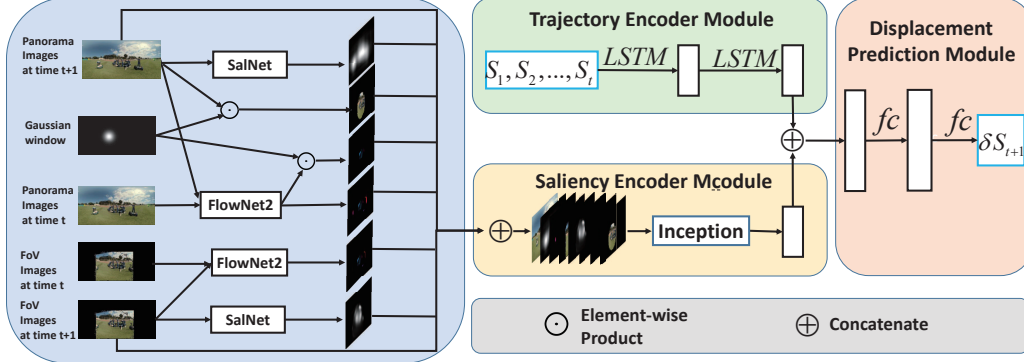 Panorama
Images
at time t+1
Gaussian
window
Panorama
Images
at time t
FoV
Images
at time t
FoV
Images
at time t+1
SalNet
FlowNet2
FlowNet2
SalNet
Trajectory Encoder Module
S1, S2, ..., St
LSTM
LSTM
Saliency Encoder Mcodule
Inception
Displacement
Prediction Module
fc
fc
δSt+1
Element-wise
Product
Concatenate